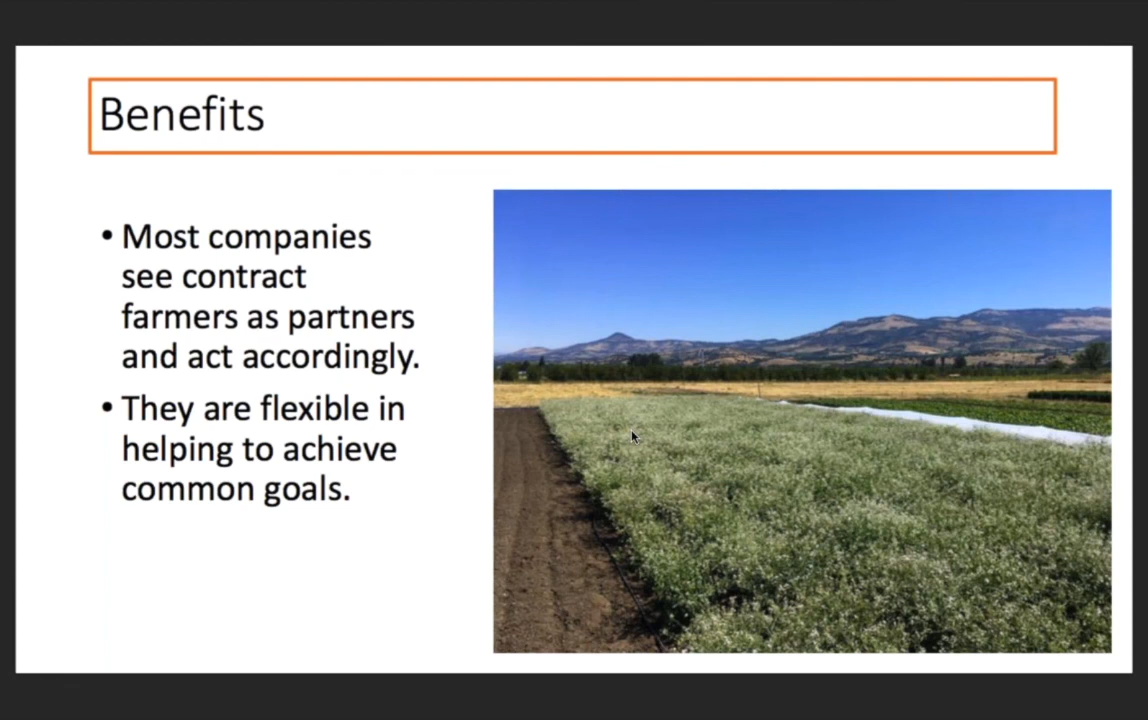 Benefits
• Most companies
see contract
farmers as partners
and act accordingly.
• They are flexible in
helping to achieve
common goals.